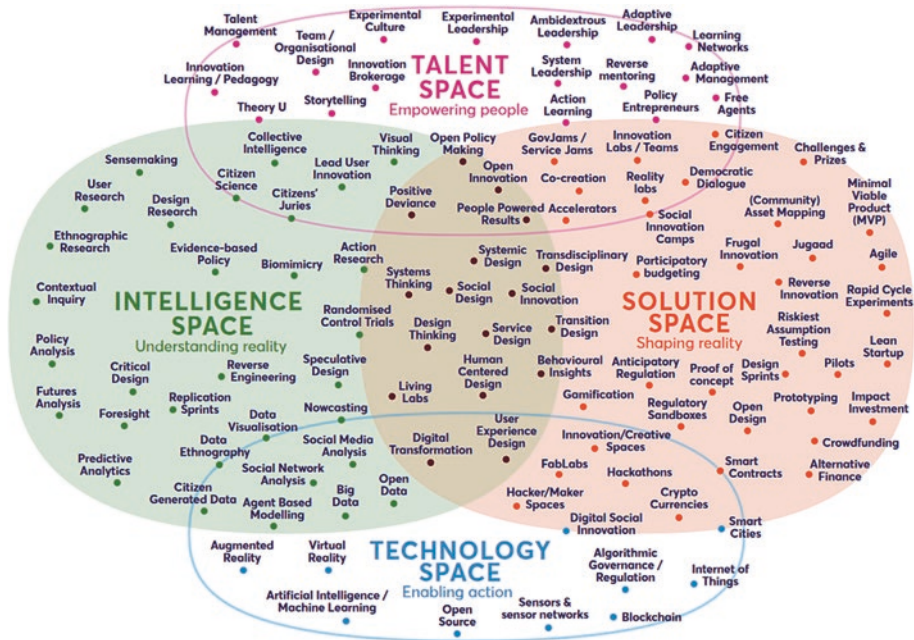 Talent
Management
Team /
Organisational
Design
Experimental
Culture
Experimental
Leadership
Ambidextrous
Leadership
Adaptive
Leadership
Learning
Networks
Innovation
Learning / Pedagogy
Innovation
Brokerage
TALENT
SPACE
Empowering people
System
Leadership
Reverse
mentoring
Adaptive
Management
Theory U
Storytelling
Action
Learning
Policy
Entrepreneurs
Free
Agents
Collective
Intelligence
Visual
Thinking
Open Policy
Making
GovJams /
Service Jams
Innovation
Labs / Teams
Citizen
Engagement
Sensemaking
Lead User
Innovation
Open
Innovation
Challenges &
Prizes
User
Research
Citizen
Science
Citizens'
Juries
Positive
Deviance
Co-creation
Reality
labs
Democratic
Dialogue
Design
Research
People Powered
Results
Accelerators
Social
Innovation
Camps
(Community)
Asset Mapping
Minimal
Viable
Product
(MVP)
Ethnographic
Research
Evidence-based
Policy
Biomimicry
Action
Research
Systemic
Design
Transdisciplinary
Design
Participatory
budgeting
Frugal
Innovation
Jugaad
Agile
Contextual
Inquiry
INTELLIGENCE
SPACE
Understanding reality
Systems
Thinking
Social
Design
Social
Innovation
SOLUTION
SPACE
Shaping reality
Reverse
Innovation
Rapid Cycle
Experiments
Randomised
Control Trials
Design
Thinking
Service
Design
Transition
Design
Riskiest
Assumption
Testing
Policy
Analysis
Critical
Design
Reverse
Engineering
Speculative
Design
Human
Centered
Design
Behavioural
Insights
Anticipatory
Regulation
Proof of
concept
Design
Sprints
Pilots
Lean
Startup
Futures
Analysis
Foresight
Replication
Sprints
Nowcasting
Living
Labs
Gamification
Regulatory
Sandboxes
Open
Design
Prototyping
Impact
Investment
Data
Visualisation
Data
Ethnography
Social Media
Analysis
Digital
Transformation
User
Experience
Design
Innovation/Creative
Spaces
Crowdfunding
Predictive
Analytics
Social Network
Analysis
FabLabs
Hackathons
Smart
Contracts
Alternative
Finance
Citizen
Generated Data
Agent Based
Modelling
Big
Data
Open
Data
Hacker/Maker
Spaces
Crypto
Currencies
Augmented
Reality
Virtual
Reality
TECHNOLOGY
SPACE
Enabling action
Digital Social
Innovation
Smart
Cities
Algorithmic
Governance /
Regulation
Internet of
Things
Artificial Intelligence /
Machine Learning
Open
Source
Sensors &
sensor networks
Blockchain